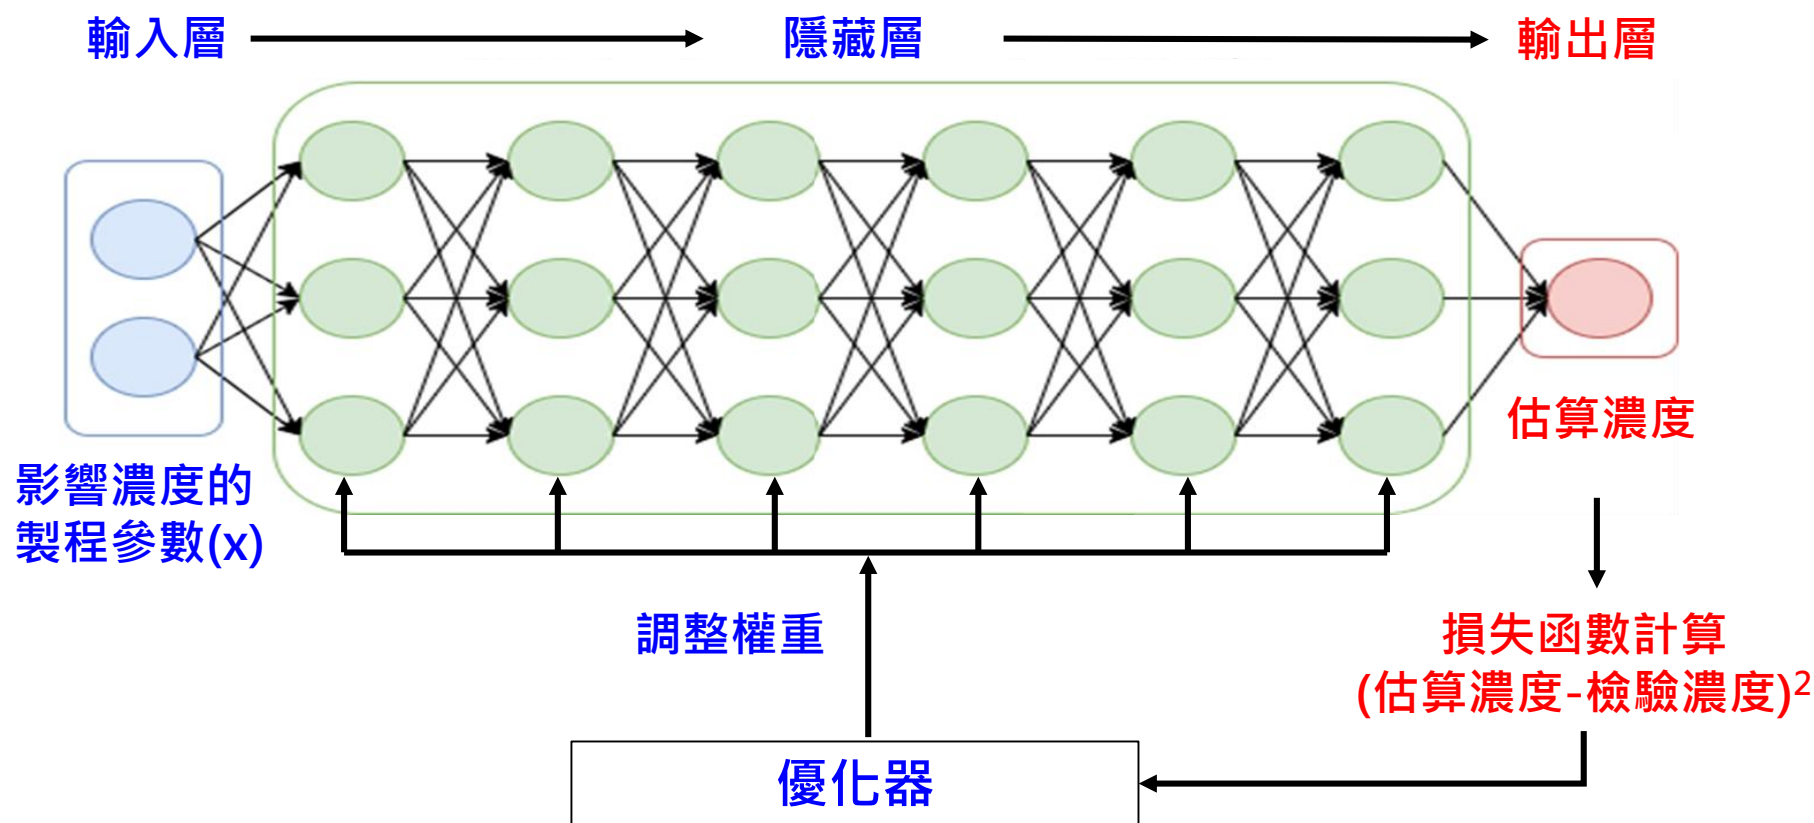 輸入層
隱藏層
輸出層
估算濃度
影響濃度的
製程參數(x)
調整權重
損失函數計算
(估算濃度-檢驗濃度)²
優化器